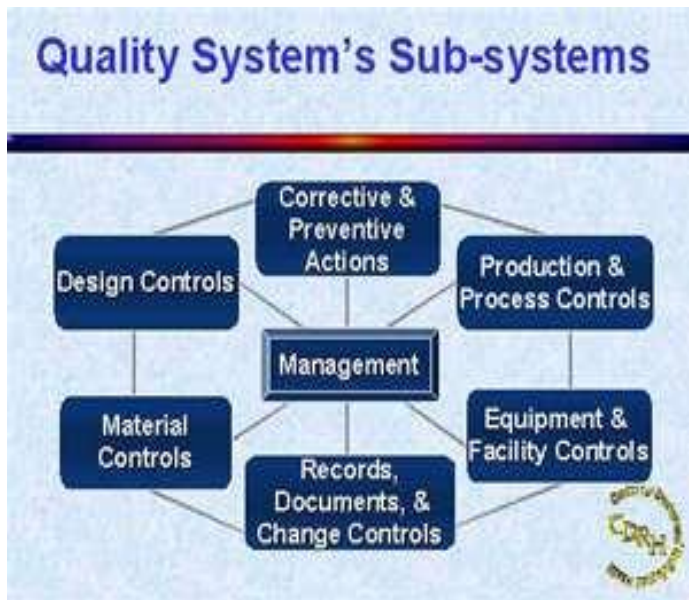 Quality System's Sub-systems
Corrective &
Preventive
Actions
Design Controls
Production &
Process Controls
Management
Material
Controls
Equipment &
Facility Controls
Records,
Documents, &
Change Controls
CDRH